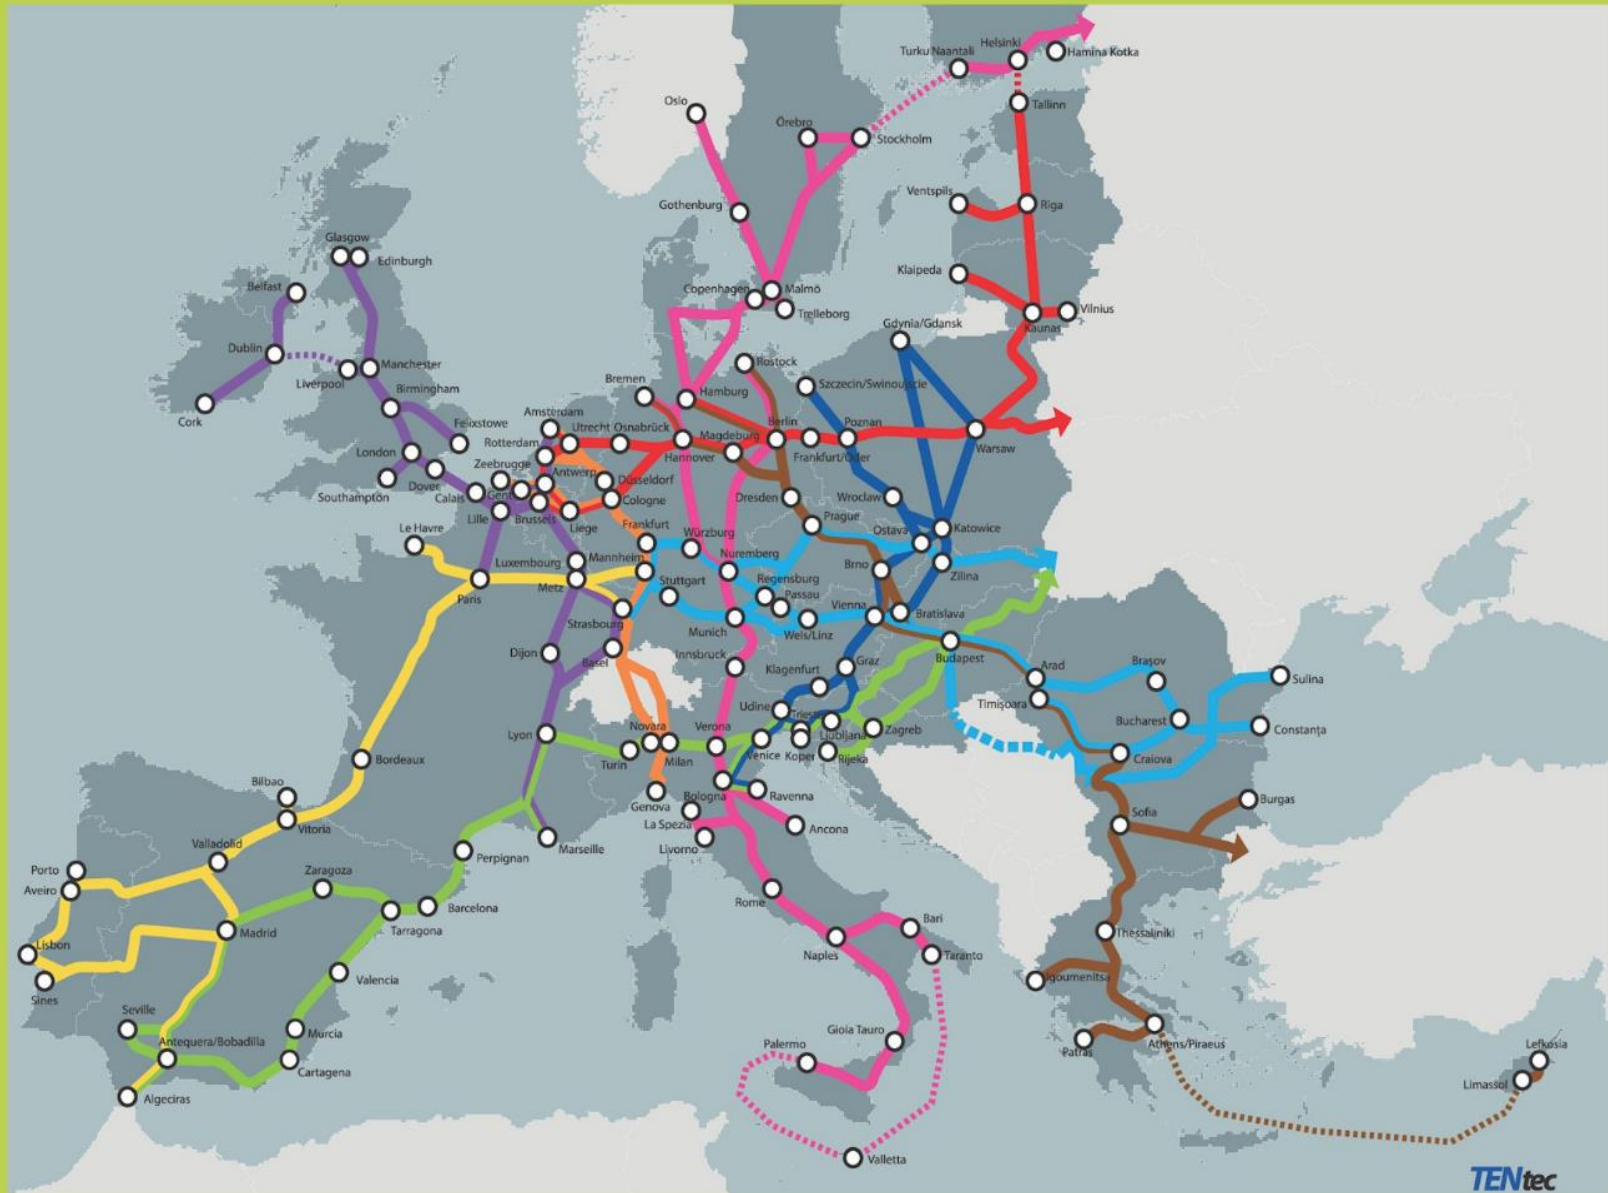 Helsinki
Turku Naantali
Hamina Kotka
Oslo
Tallinn
Örebro
Stockholm
Ventspils
Riga
Gothenburg
Glasgow
Edinburgh
Klaipeda
Belfast
Copenhagen
Malmö
Trelleborg
Vilnius
Gdynia/Gdansk
Kaunas
Dublin
Manchester
Liverpool
Rostock
Bremen
Szczecin/Swinoujscie
Birmingham
Hamburg
Cork
Amsterdam
Felixstowe
Utrecht
Osnabrück
Berlin
Poznan
Rotterdam
Magdeburg
London
Hannover
Frankfurt/Oder
Warsaw
Zeebrugge
Antwerp
Düsseldorf
Dover
Southampton
Calais
Gent
Cologne
Dresden
Wroclaw
Lille
Brussels
Liege
Prague
Le Havre
Frankfurt
Würzburg
Ostava
Katowice
Luxembourg
Mannheim
Nuremberg
Brno
Zilina
Metz
Stuttgart
Regensburg
Paris
Passau
Vienna
Bratislava
Strasbourg
Munich
Wels/Linz
Dijon
Basel
Innsbruck
Klagenfurt
Graz
Budapest
Arad
Braşov
Sulina
Timişoara
Udine
Trieste
Lyon
Novara
Verona
Ljubljana
Zagreb
Bucharest
Constanţa
Turin
Milan
Venice
Koper
Rijeka
Craiova
Bordeaux
Bilbao
Genova
Bologna
Ravenna
Burgas
Vitoria
La Spezia
Ancona
Sofia
Livorno
Marseille
Valladolid
Perpignan
Porto
Zaragoza
Aveiro
Rome
Barcelona
Bari
Madrid
Tarragona
Thessaliniki
Lisbon
Naples
Taranto
Valencia
Igoumenitsa
Sines
Seville
Murcia
Gioia Tauro
Antequera/Bobadilla
Palermo
Patras
Athens/Piraeus
Lefkosia
Cartagena
Limassol
Algeciras
Valletta
TENtec